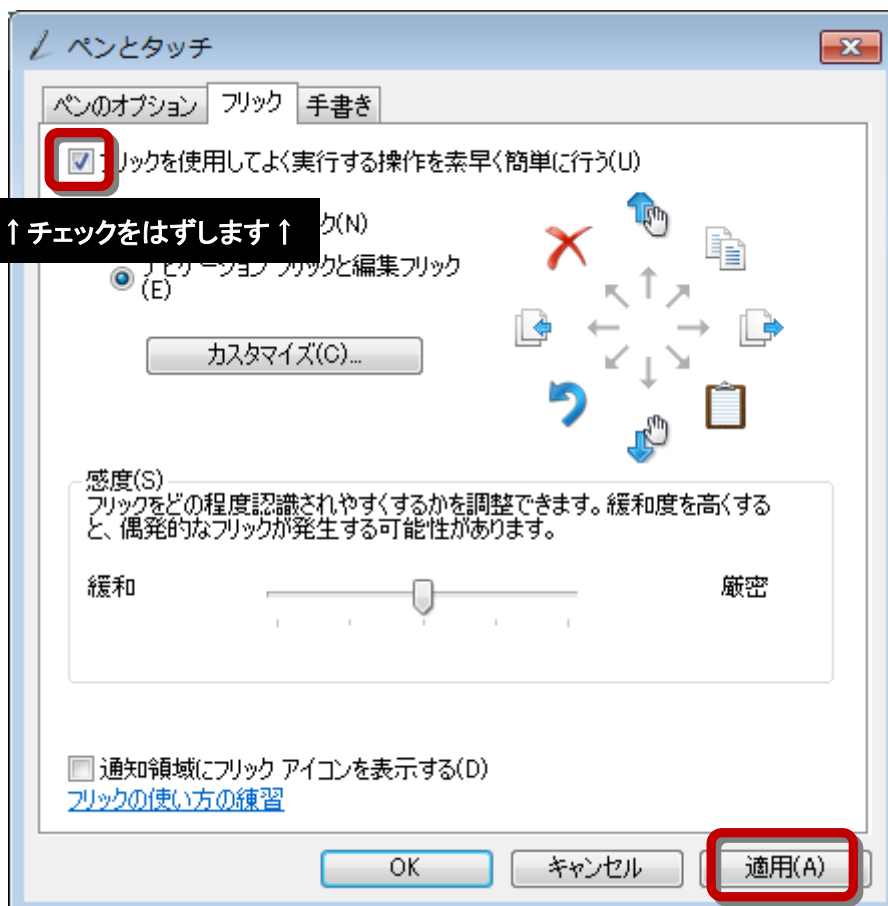 ペンとタッチ
ペンのオプション フリック 手書き
リックを使用してよく実行する操作を素早く簡単に行う(U)
↑チェックをはずします↑
ク(N)
ナビゲーション フリックと編集フリック
(E)
カスタマイズ(C)...
感度(S)
フリックをどの程度認識されやすくするかを調整できます。緩和度を高くする
と、偶発的なフリックが発生する可能性があります。
緩和 厳密
通知領域にフリック アイコンを表示する(D)
フリックの使い方の練習
OK キャンセル 適用(A)